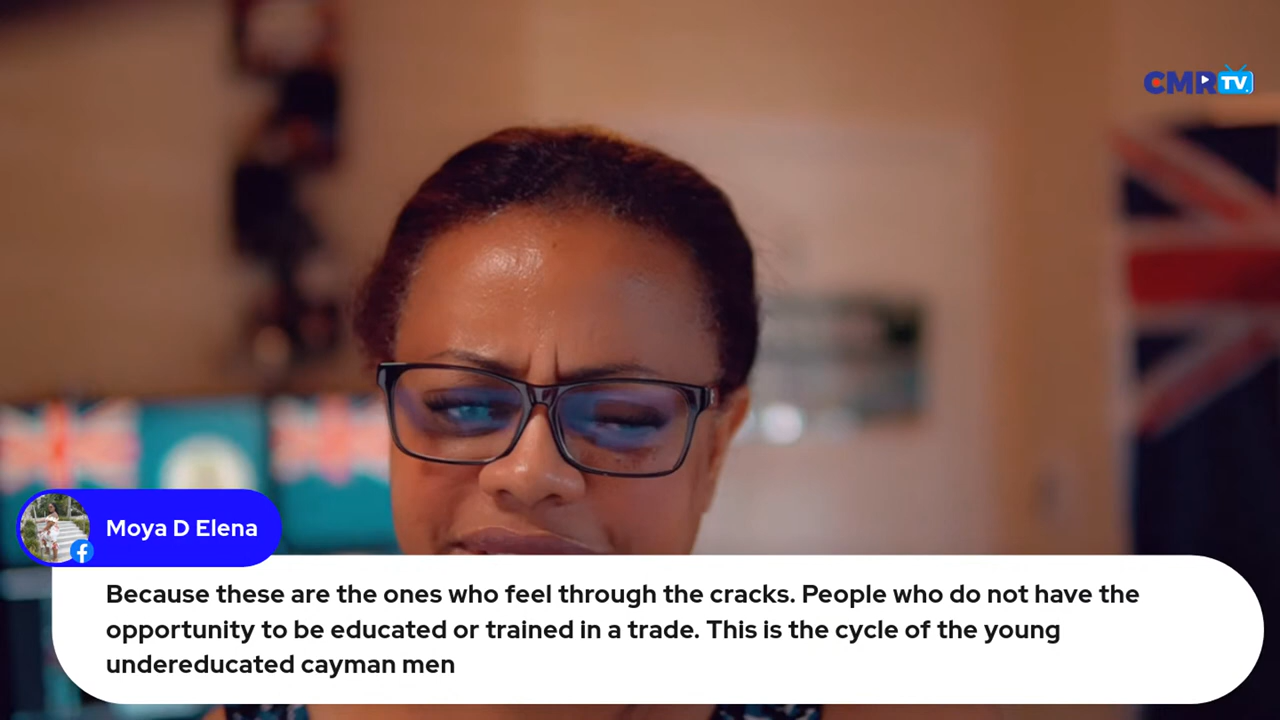 CMR TV
Moya D Elena
Because these are the ones who feel through the cracks. People who do not have the
opportunity to be educated or trained in a trade. This is the cycle of the young
undereducated cayman men